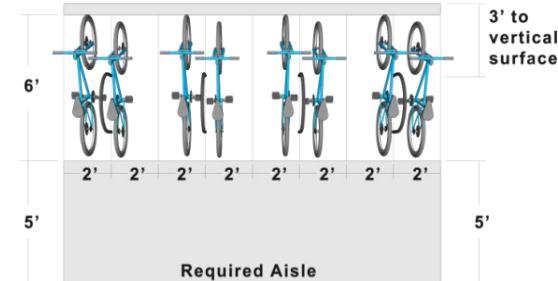 3’ to
vertical
surface
6’
2’ 2’ 2’ 2’ 2’ 2’ 2’ 2’
5’
5’
Required Aisle